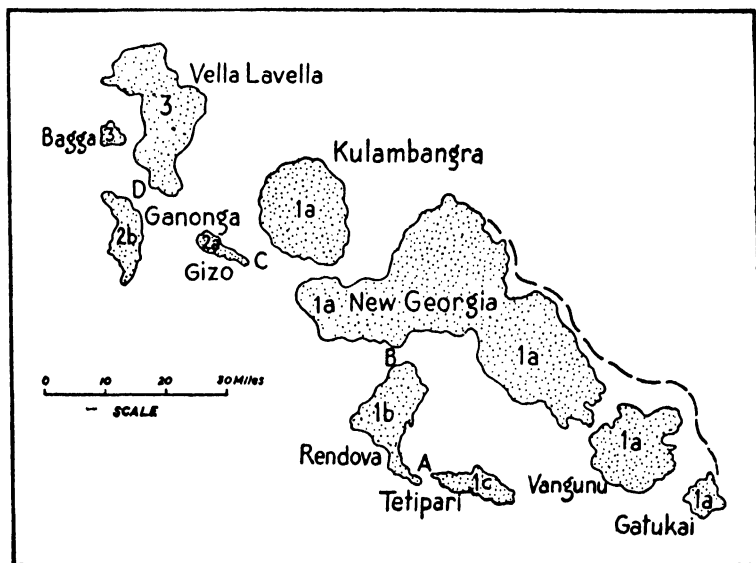 Vella Lavella
3
Bagga
3
Kulambangra
D
Ganonga
1a
2b
2a
Gizo
C
1a
New Georgia
B
1a
0 10 20 30 Miles
SCALE
1b
1a
Rendova
A
1c
Tetipari
Vangunu
1a
Gatukai